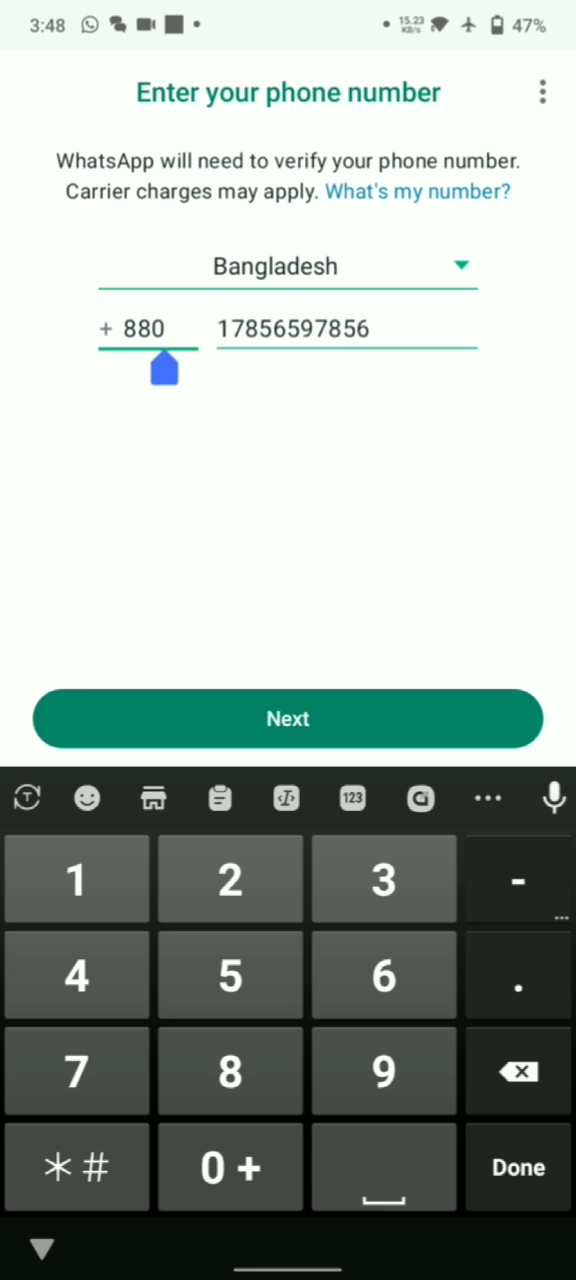 3:48 15.23 KB/s 47%
Enter your phone number
WhatsApp will need to verify your phone number.
Carrier charges may apply. What's my number?
Bangladesh
+ 880 17856597856
Next
T 123 G
1 2 3 -
4 5 6 .
7 8 9
*# 0 + Done